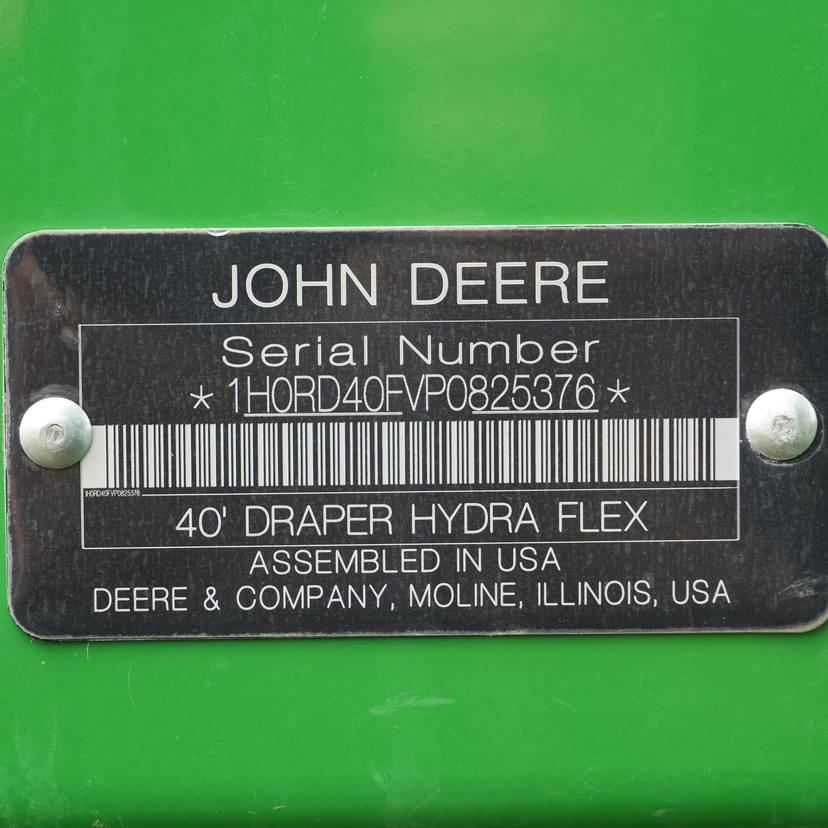 JOHN DEERE
Serial Number
* 1H0RD40FVP0825376 *
1H0RD40FVP0825376
40' DRAPER HYDRA FLEX
ASSEMBLED IN USA
DEERE & COMPANY, MOLINE, ILLINOIS, USA